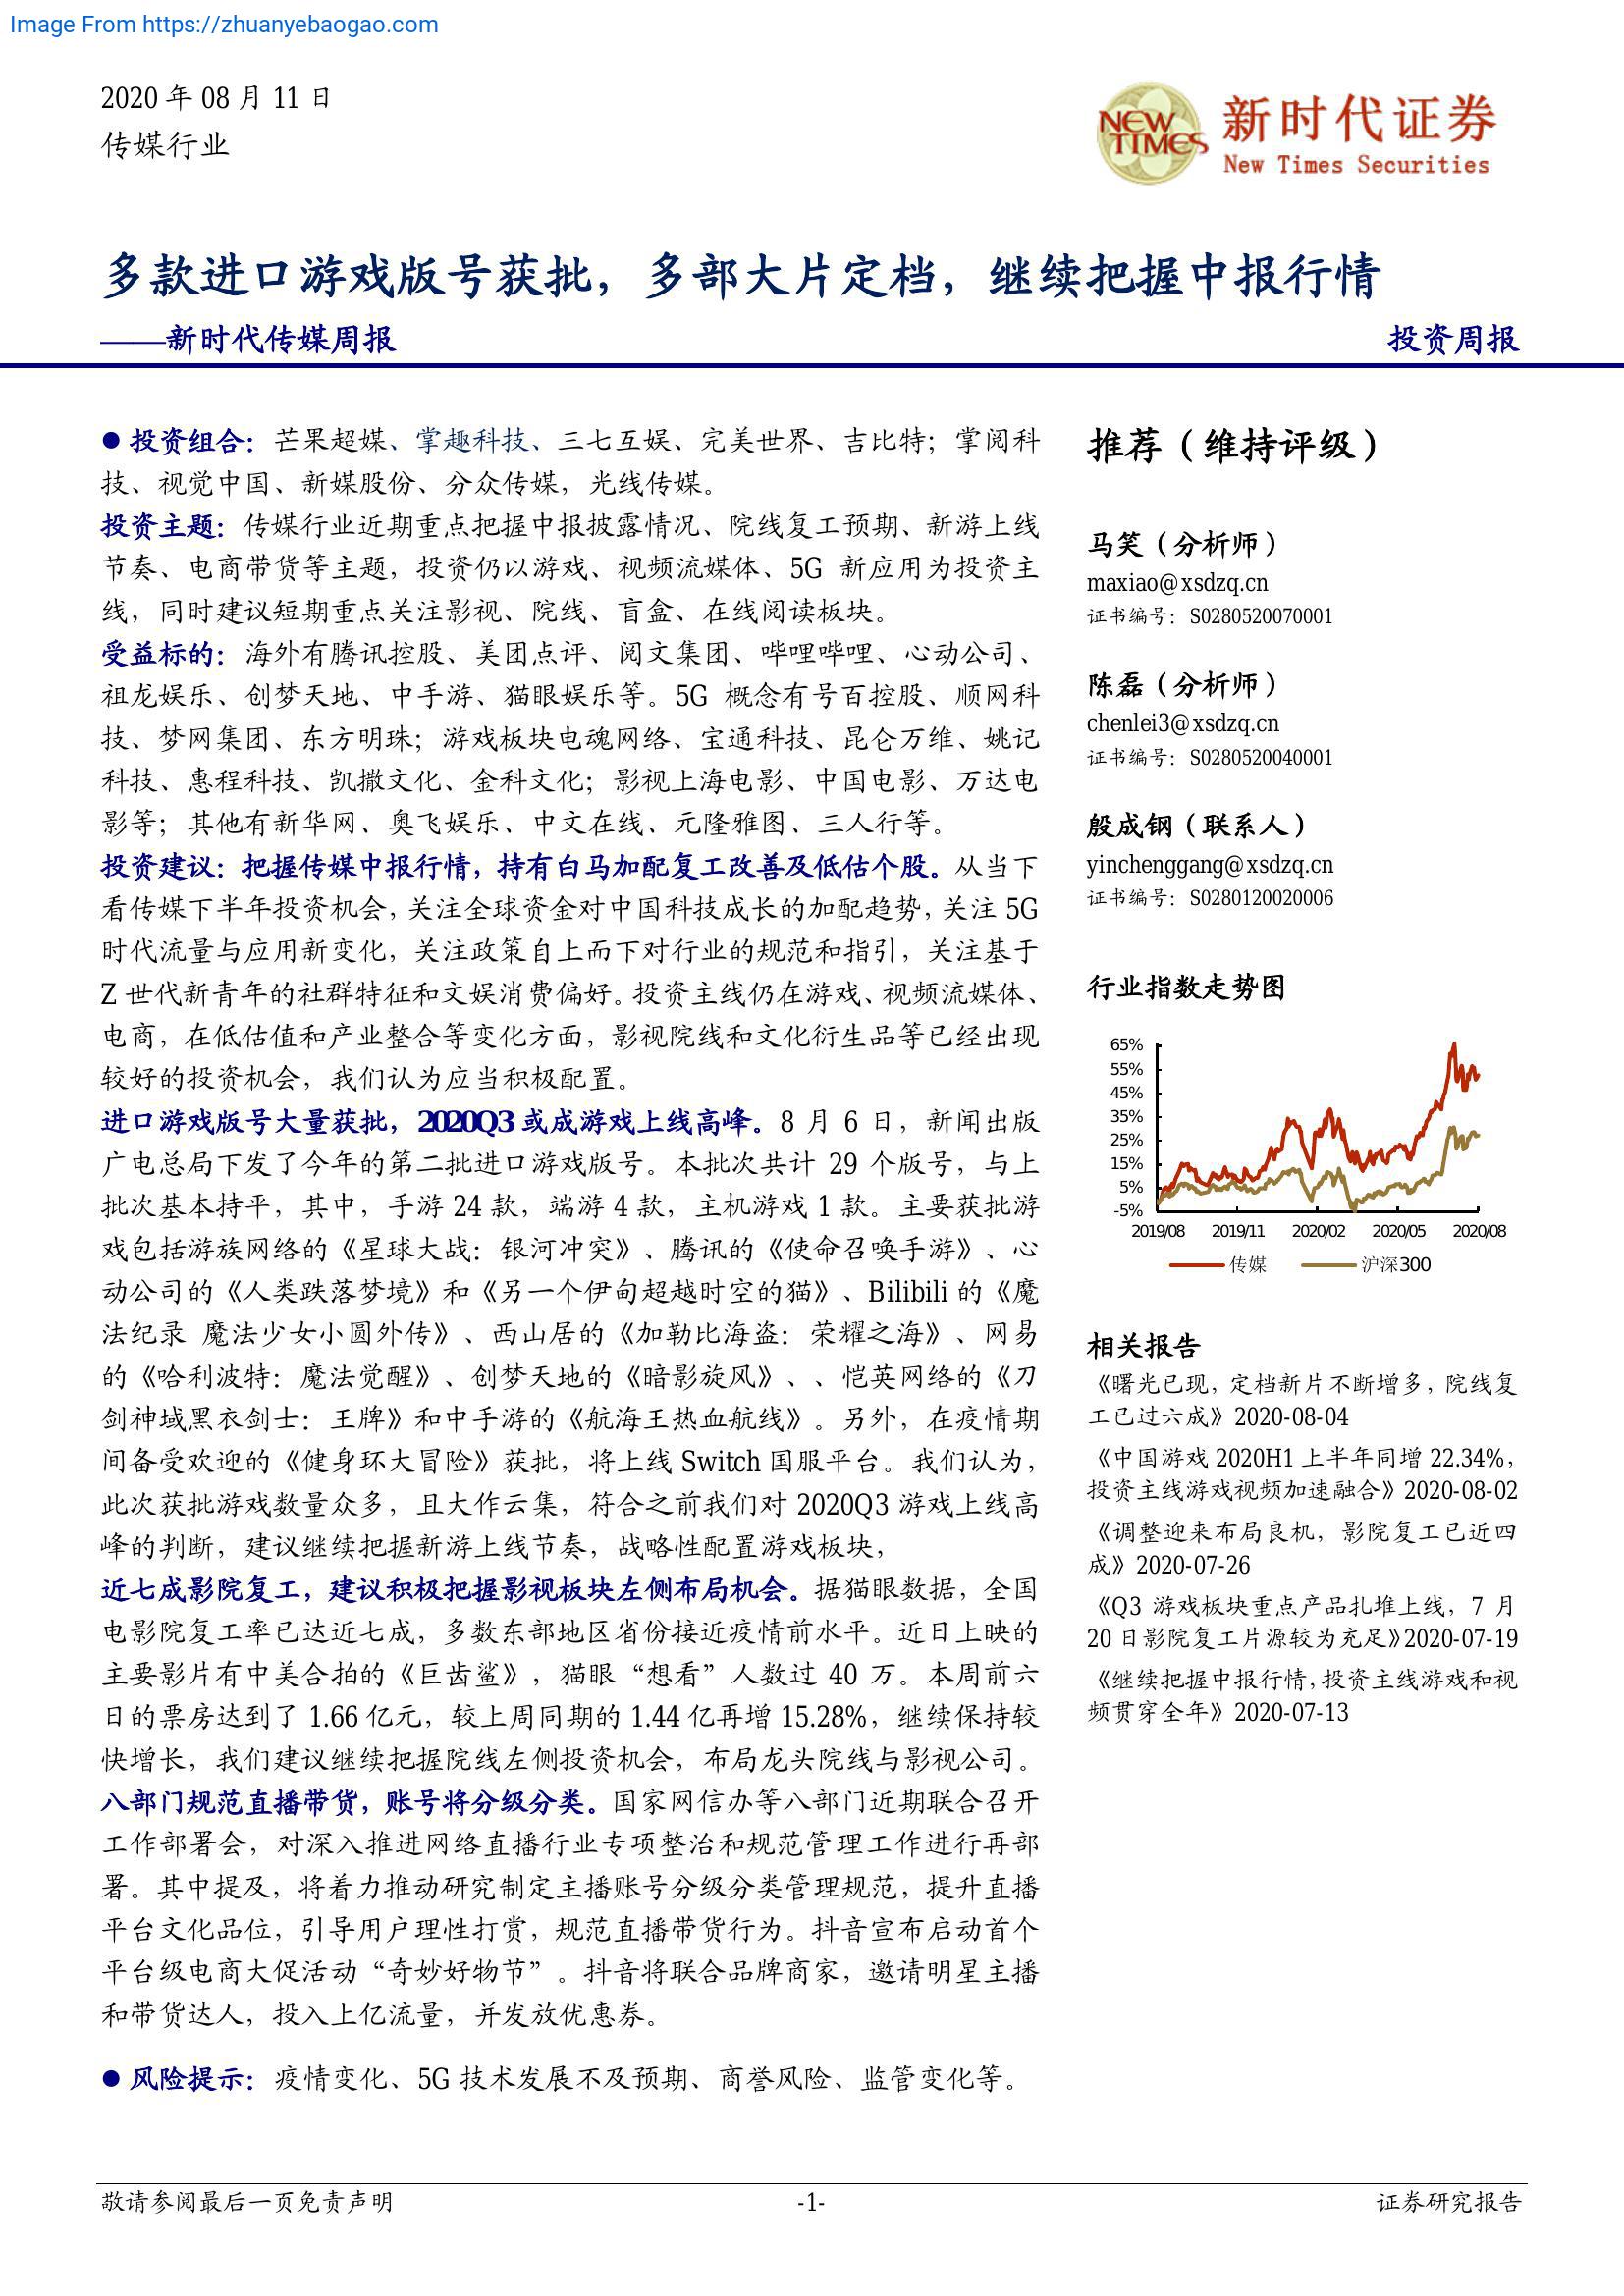 Image From https://zhuanyebaogao.com
2020 年 08 月 11 日
传媒行业
NEW TIMES
新时代证券
New Times Securities
多款进口游戏版号获批，多部大片定档，继续把握中报行情
——新时代传媒周报
投资周报
● 投资组合：芒果超媒、掌趣科技、三七互娱、完美世界、吉比特；掌阅科
技、视觉中国、新媒股份、分众传媒，光线传媒。
投资主题：传媒行业近期重点把握中报披露情况、院线复工预期、新游上线
节奏、电商带货等主题，投资仍以游戏、视频流媒体、5G 新应用为投资主
线，同时建议短期重点关注影视、院线、盲盒、在线阅读板块。
受益标的：海外有腾讯控股、美团点评、阅文集团、哔哩哔哩、心动公司、
祖龙娱乐、创梦天地、中手游、猫眼娱乐等。5G 概念有号百控股、顺网科
技、梦网集团、东方明珠；游戏板块电魂网络、宝通科技、昆仑万维、姚记
科技、惠程科技、凯撒文化、金科文化；影视上海电影、中国电影、万达电
影等；其他有新华网、奥飞娱乐、中文在线、元隆雅图、三人行等。
投资建议：把握传媒中报行情，持有白马加配复工改善及低估个股。从当下
看传媒下半年投资机会，关注全球资金对中国科技成长的加配趋势，关注 5G
时代流量与应用新变化，关注政策自上而下对行业的规范和指引，关注基于
Z 世代新青年的社群特征和文娱消费偏好。投资主线仍在游戏、视频流媒体、
电商，在低估值和产业整合等变化方面，影视院线和文化衍生品等已经出现
较好的投资机会，我们认为应当积极配置。
进口游戏版号大量获批，2020Q3 或成游戏上线高峰。8 月 6 日，新闻出版
广电总局下发了今年的第二批进口游戏版号。本批次共计 29 个版号，与上
批次基本持平，其中，手游 24 款，端游 4 款，主机游戏 1 款。主要获批游
戏包括游族网络的《星球大战：银河冲突》、腾讯的《使命召唤手游》、心
动公司的《人类跌落梦境》和《另一个伊甸超越时空的猫》、Bilibili 的《魔
法纪录 魔法少女小圆外传》、西山居的《加勒比海盗：荣耀之海》、网易
的《哈利波特：魔法觉醒》、创梦天地的《暗影旋风》、、恺英网络的《刀
剑神域黑衣剑士：王牌》和中手游的《航海王热血航线》。另外，在疫情期
间备受欢迎的《健身环大冒险》获批，将上线 Switch 国服平台。我们认为，
此次获批游戏数量众多，且大作云集，符合之前我们对 2020Q3 游戏上线高
峰的判断，建议继续把握新游上线节奏，战略性配置游戏板块，
近七成影院复工，建议积极把握影视板块左侧布局机会。据猫眼数据，全国
电影院复工率已达近七成，多数东部地区省份接近疫情前水平。近日上映的
主要影片有中美合拍的《巨齿鲨》，猫眼“想看”人数过 40 万。本周前六
日的票房达到了 1.66 亿元，较上周同期的 1.44 亿再增 15.28%，继续保持较
快增长，我们建议继续把握院线左侧投资机会，布局龙头院线与影视公司。
八部门规范直播带货，账号将分级分类。国家网信办等八部门近期联合召开
工作部署会，对深入推进网络直播行业专项整治和规范管理工作进行再部
署。其中提及，将着力推动研究制定主播账号分级分类管理规范，提升直播
平台文化品位，引导用户理性打赏，规范直播带货行为。抖音宣布启动首个
平台级电商大促活动“奇妙好物节”。抖音将联合品牌商家，邀请明星主播
和带货达人，投入上亿流量，并发放优惠券。
● 风险提示：疫情变化、5G 技术发展不及预期、商誉风险、监管变化等。
推荐（维持评级）
马笑（分析师）
maxiao@xsdzq.cn
证书编号：S0280520070001
陈磊（分析师）
chenlei3@xsdzq.cn
证书编号：S0280520040001
殷成钢（联系人）
yinchenggang@xsdzq.cn
证书编号：S0280120020006
行业指数走势图
65%
55%
45%
35%
25%
15%
5%
-5%
2019/08 2019/11 2020/02 2020/05 2020/08
传媒 沪深300
相关报告
《曙光已现，定档新片不断增多，院线复
工已过六成》2020-08-04
《中国游戏 2020H1 上半年同增 22.34%，
投资主线游戏视频加速融合》2020-08-02
《调整迎来布局良机，影院复工已近四
成》2020-07-26
《Q3 游戏板块重点产品扎堆上线，7 月
20 日影院复工片源较为充足》2020-07-19
《继续把握中报行情，投资主线游戏和视
频贯穿全年》2020-07-13
敬请参阅最后一页免责声明
-1-
证券研究报告